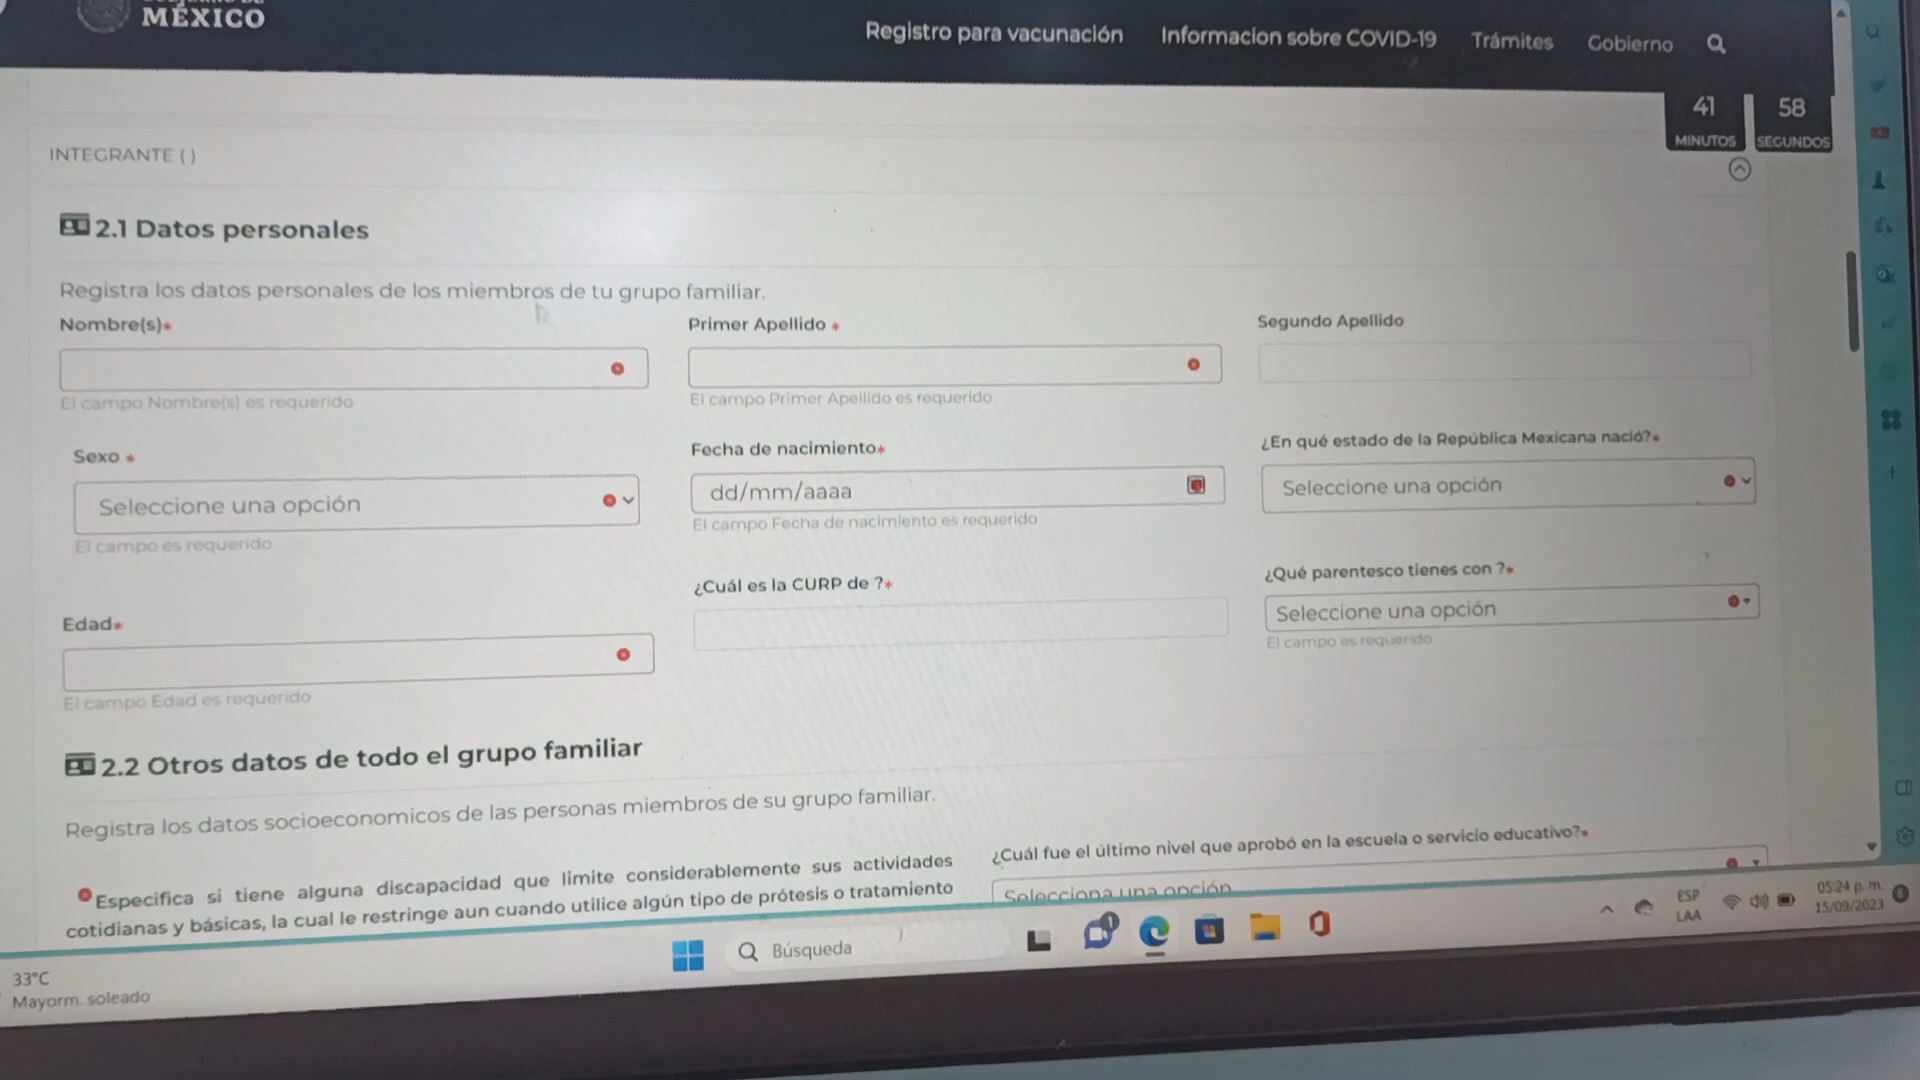 MÉXICO
Registro para vacunación
Informacion sobre COVID-19
Trámites
Gobierno
41
MINUTOS
58
SEGUNDOS
INTEGRANTE ( )
2.1 Datos personales
Registra los datos personales de los miembros de tu grupo familiar.
Nombre(s)*
Primer Apellido *
Segundo Apellido
El campo Nombre(s) es requerido
El campo Primer Apellido es requerido
Sexo *
Fecha de nacimiento*
¿En qué estado de la República Mexicana nació?*
Seleccione una opción
dd/mm/aaaa
Seleccione una opción
El campo es requerido
El campo Fecha de nacimiento es requerido
Edad*
¿Cuál es la CURP de ?*
¿Qué parentesco tienes con ?*
Seleccione una opción
El campo es requerido
El campo Edad es requerido
2.2 Otros datos de todo el grupo familiar
Registra los datos socioeconomicos de las personas miembros de su grupo familiar.
Especifica si tiene alguna discapacidad que limite considerablemente sus actividades
cotidianas y básicas, la cual le restringe aun cuando utilice algún tipo de prótesis o tratamiento
¿Cuál fue el último nivel que aprobó en la escuela o servicio educativo?*
Selecciona una opción
33°C
Mayorm. soleado
Búsqueda
1
ESP
LAA
05:24 p. m.
15/09/2023